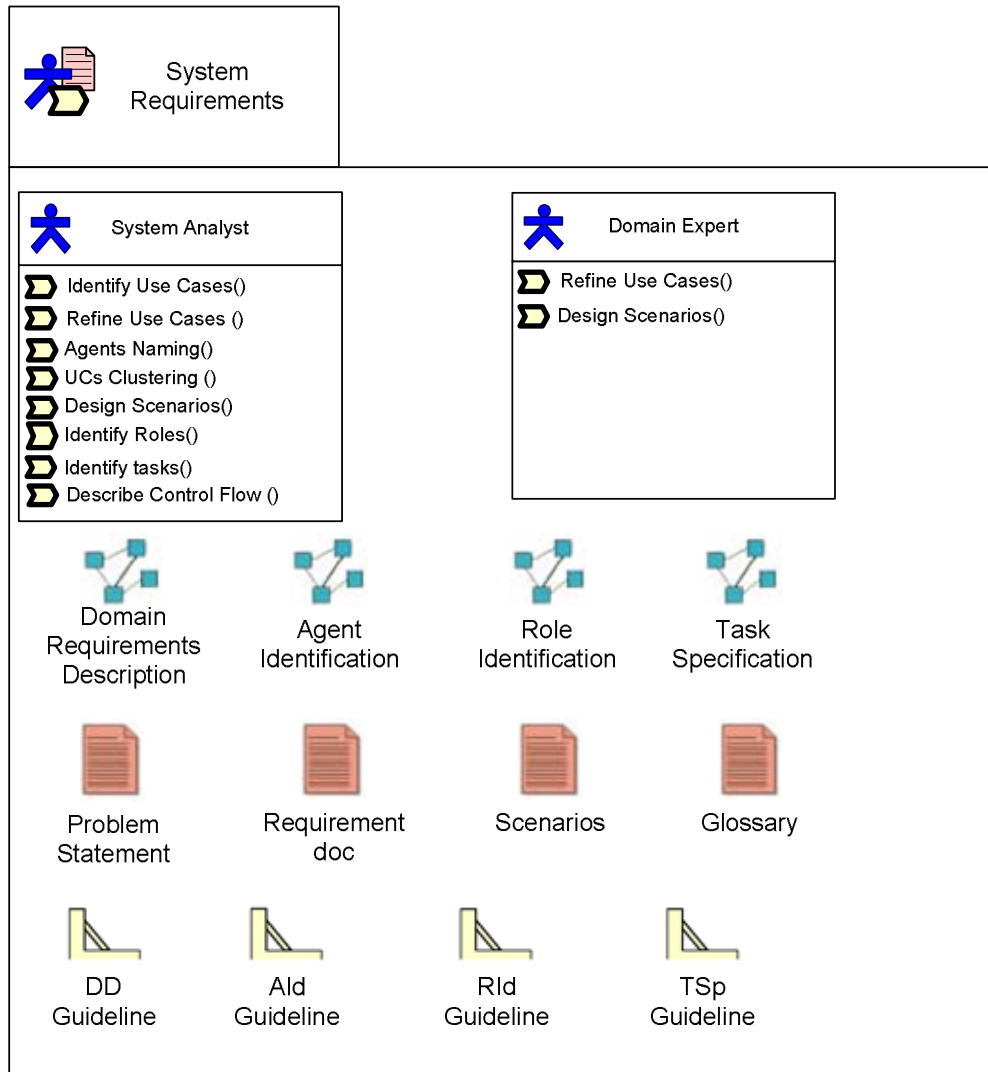 System
Requirements
System Analyst
Identify Use Cases()
Refine Use Cases ()
Agents Naming()
UCs Clustering ()
Design Scenarios()
Identify Roles()
Identify tasks()
Describe Control Flow ()
Domain Expert
Refine Use Cases()
Design Scenarios()
Domain
Requirements
Description
Agent
Identification
Role
Identification
Task
Specification
Problem
Statement
Requirement
doc
Scenarios
Glossary
DD
Guideline
AId
Guideline
RId
Guideline
TSp
Guideline